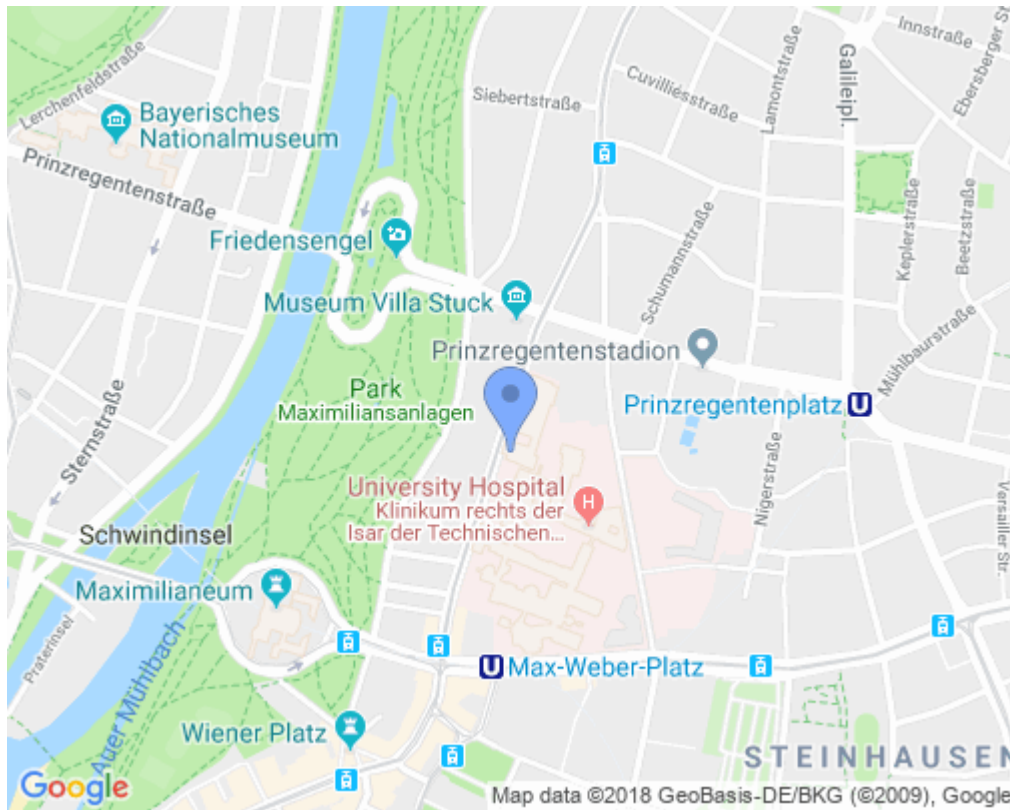 Innstraße
Ebersberger St
Galileipl.
Lamontstraße
Cuvilliésstraße
Siebertstraße
Lerchenfeldstraße
Bayerisches
Nationalmuseum
Prinzregentenstraße
Friedensengel
Museum Villa Stuck
Schumannstraße
Keplerstraße
Beetzstraße
Prinzregentenstadion
Mühlbaurstraße
Park
Maximiliansanlagen
Prinzregentenplatz
U
Sternstraße
University Hospital
Klinikum rechts der
Isar der Technischen...
H
Nigerstraße
Versailler Str.
Schwindinsel
Maximilianeum
Praterinsel
Auer Mühlbach
U
Max-Weber-Platz
Wiener Platz
STEINHAUSEN
Google
Map data ©2018 GeoBasis-DE/BKG (©2009), Google